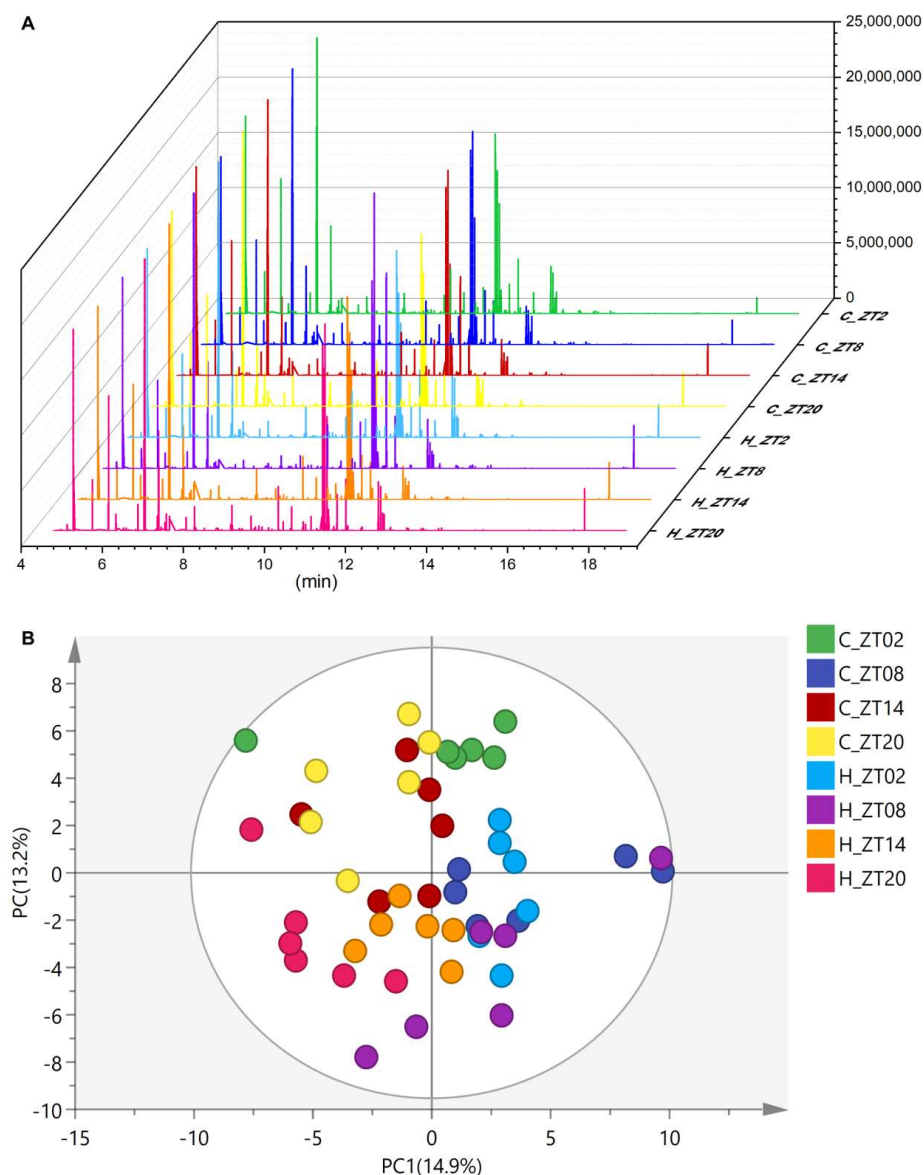 A
25,000,000
20,000,000
15,000,000
10,000,000
5,000,000
0
C_ZT2
C_ZT8
C_ZT14
C_ZT20
H_ZT2
H_ZT8
H_ZT14
H_ZT20
4 6 8 10 12 14 16 18
(min)
B
C_ZT02
C_ZT08
C_ZT14
C_ZT20
H_ZT02
H_ZT08
H_ZT14
H_ZT20
8
6
4
2
0
-2
-4
-6
-8
-10
PC(13.2%)
-15 -10 -5 0 5 10
PC1(14.9%)